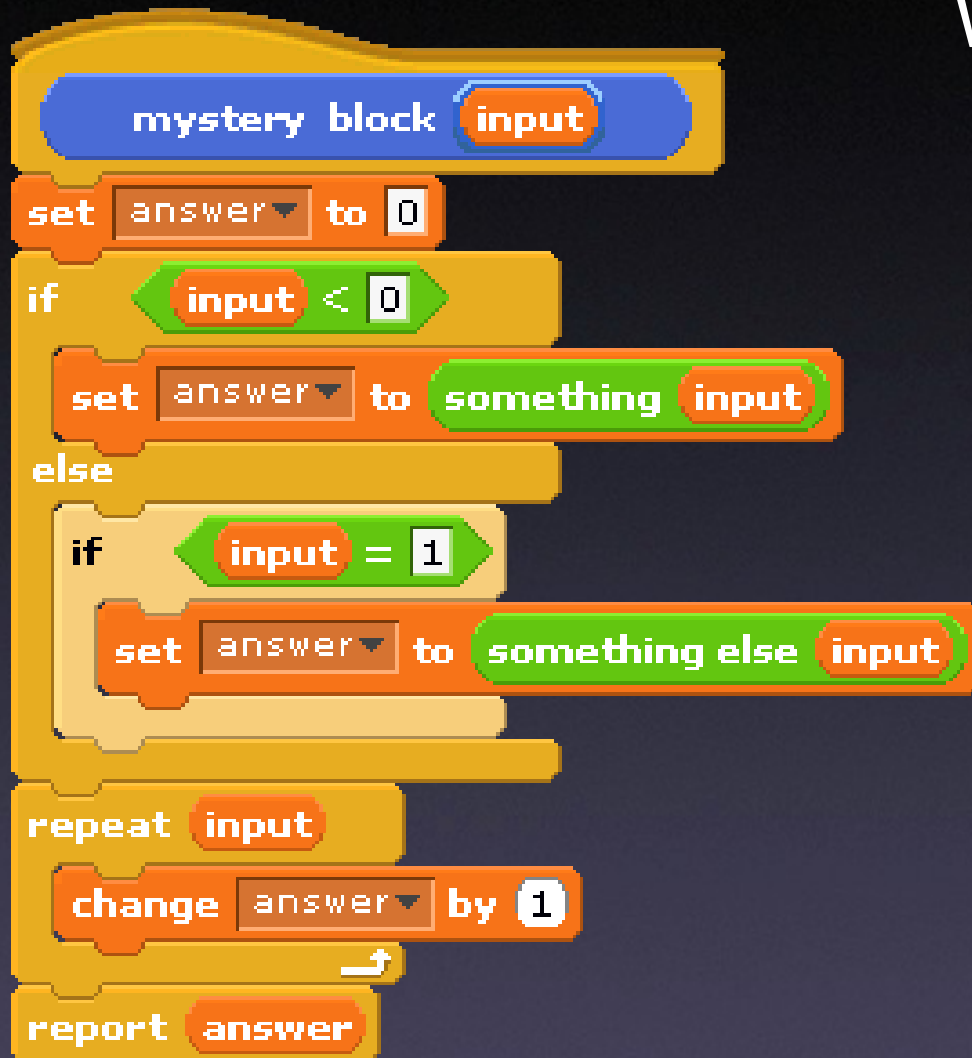 mystery block input
set answer to 0
if input < 0
set answer to something input
else
if input = 1
set answer to something else input
repeat input
change answer by 1
report answer